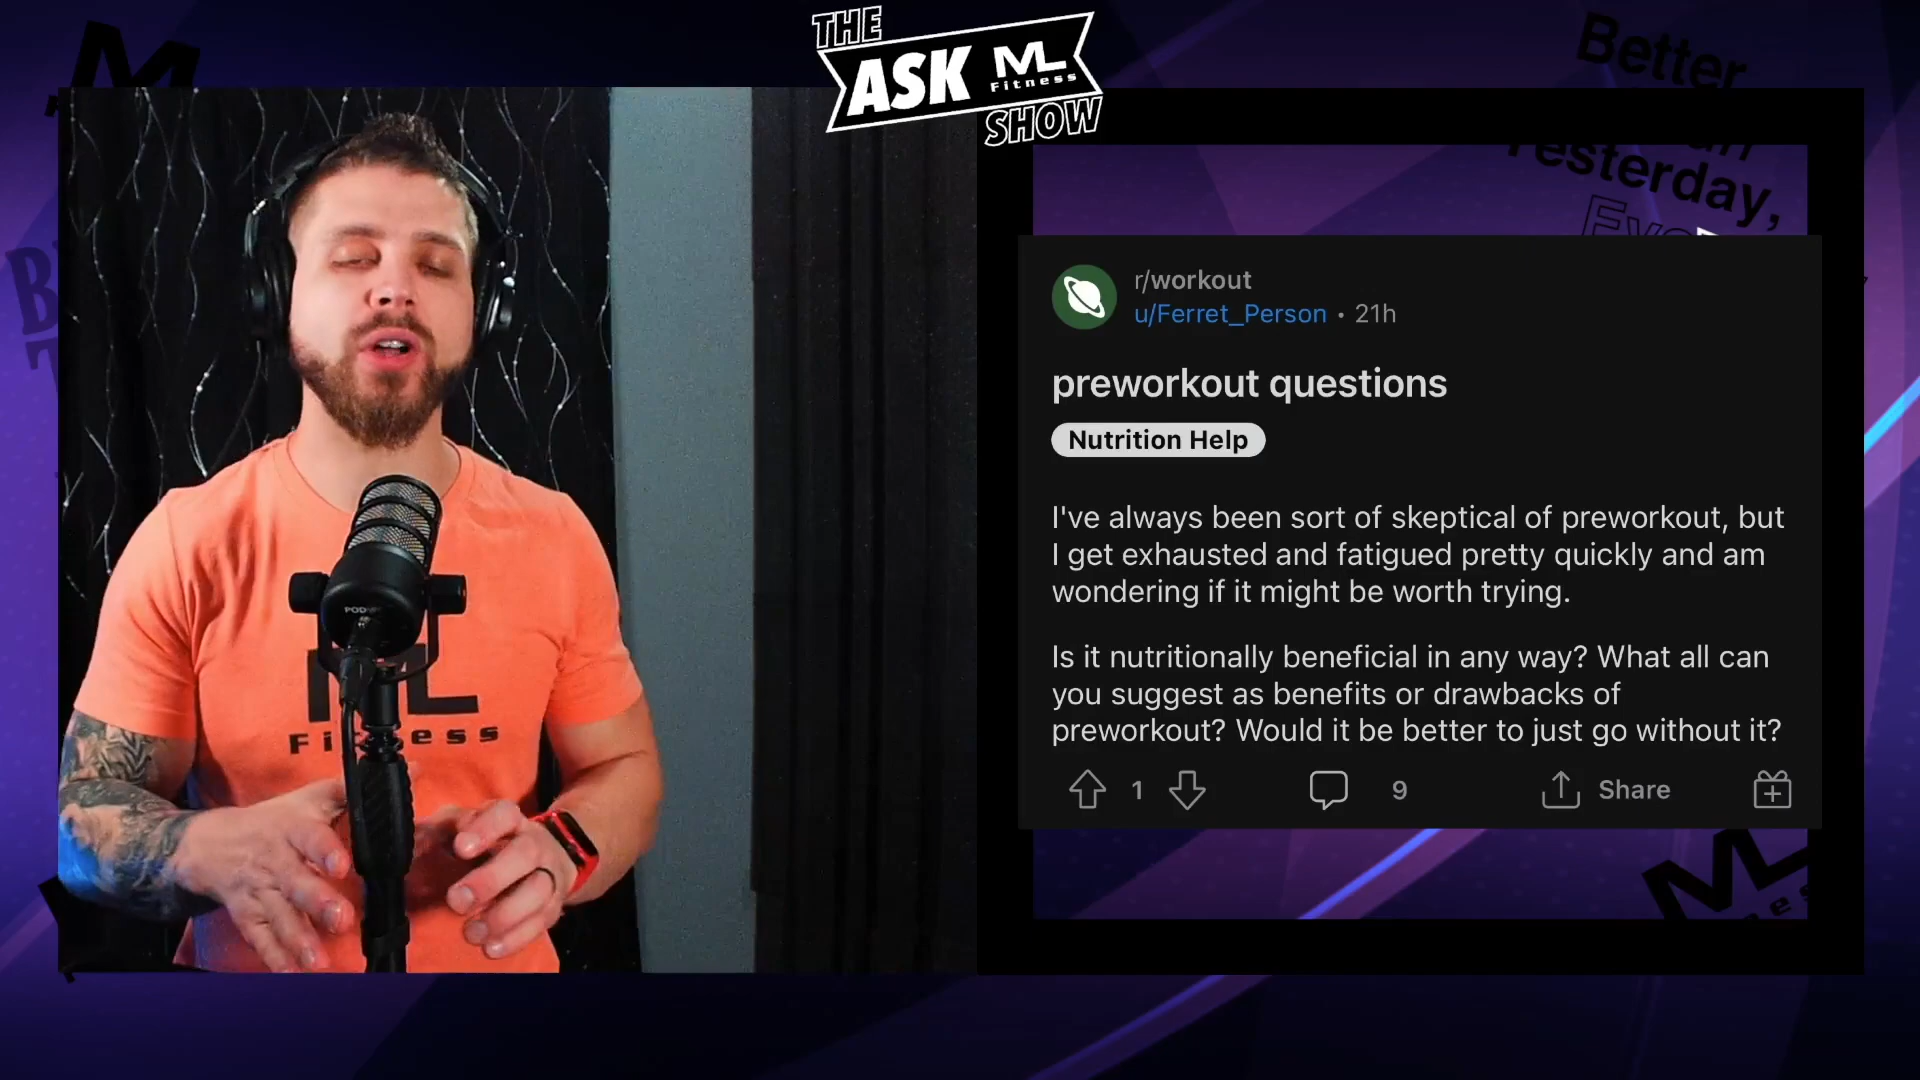 THE
ASK ML
Fitness
SHOW
Better
Yesterday,
r/workout
u/Ferret_Person • 21h
preworkout questions
Nutrition Help
I've always been sort of skeptical of preworkout, but
I get exhausted and fatigued pretty quickly and am
wondering if it might be worth trying.
Is it nutritionally beneficial in any way? What all can
you suggest as benefits or drawbacks of
preworkout? Would it be better to just go without it?
1
9
Share
ML
ML